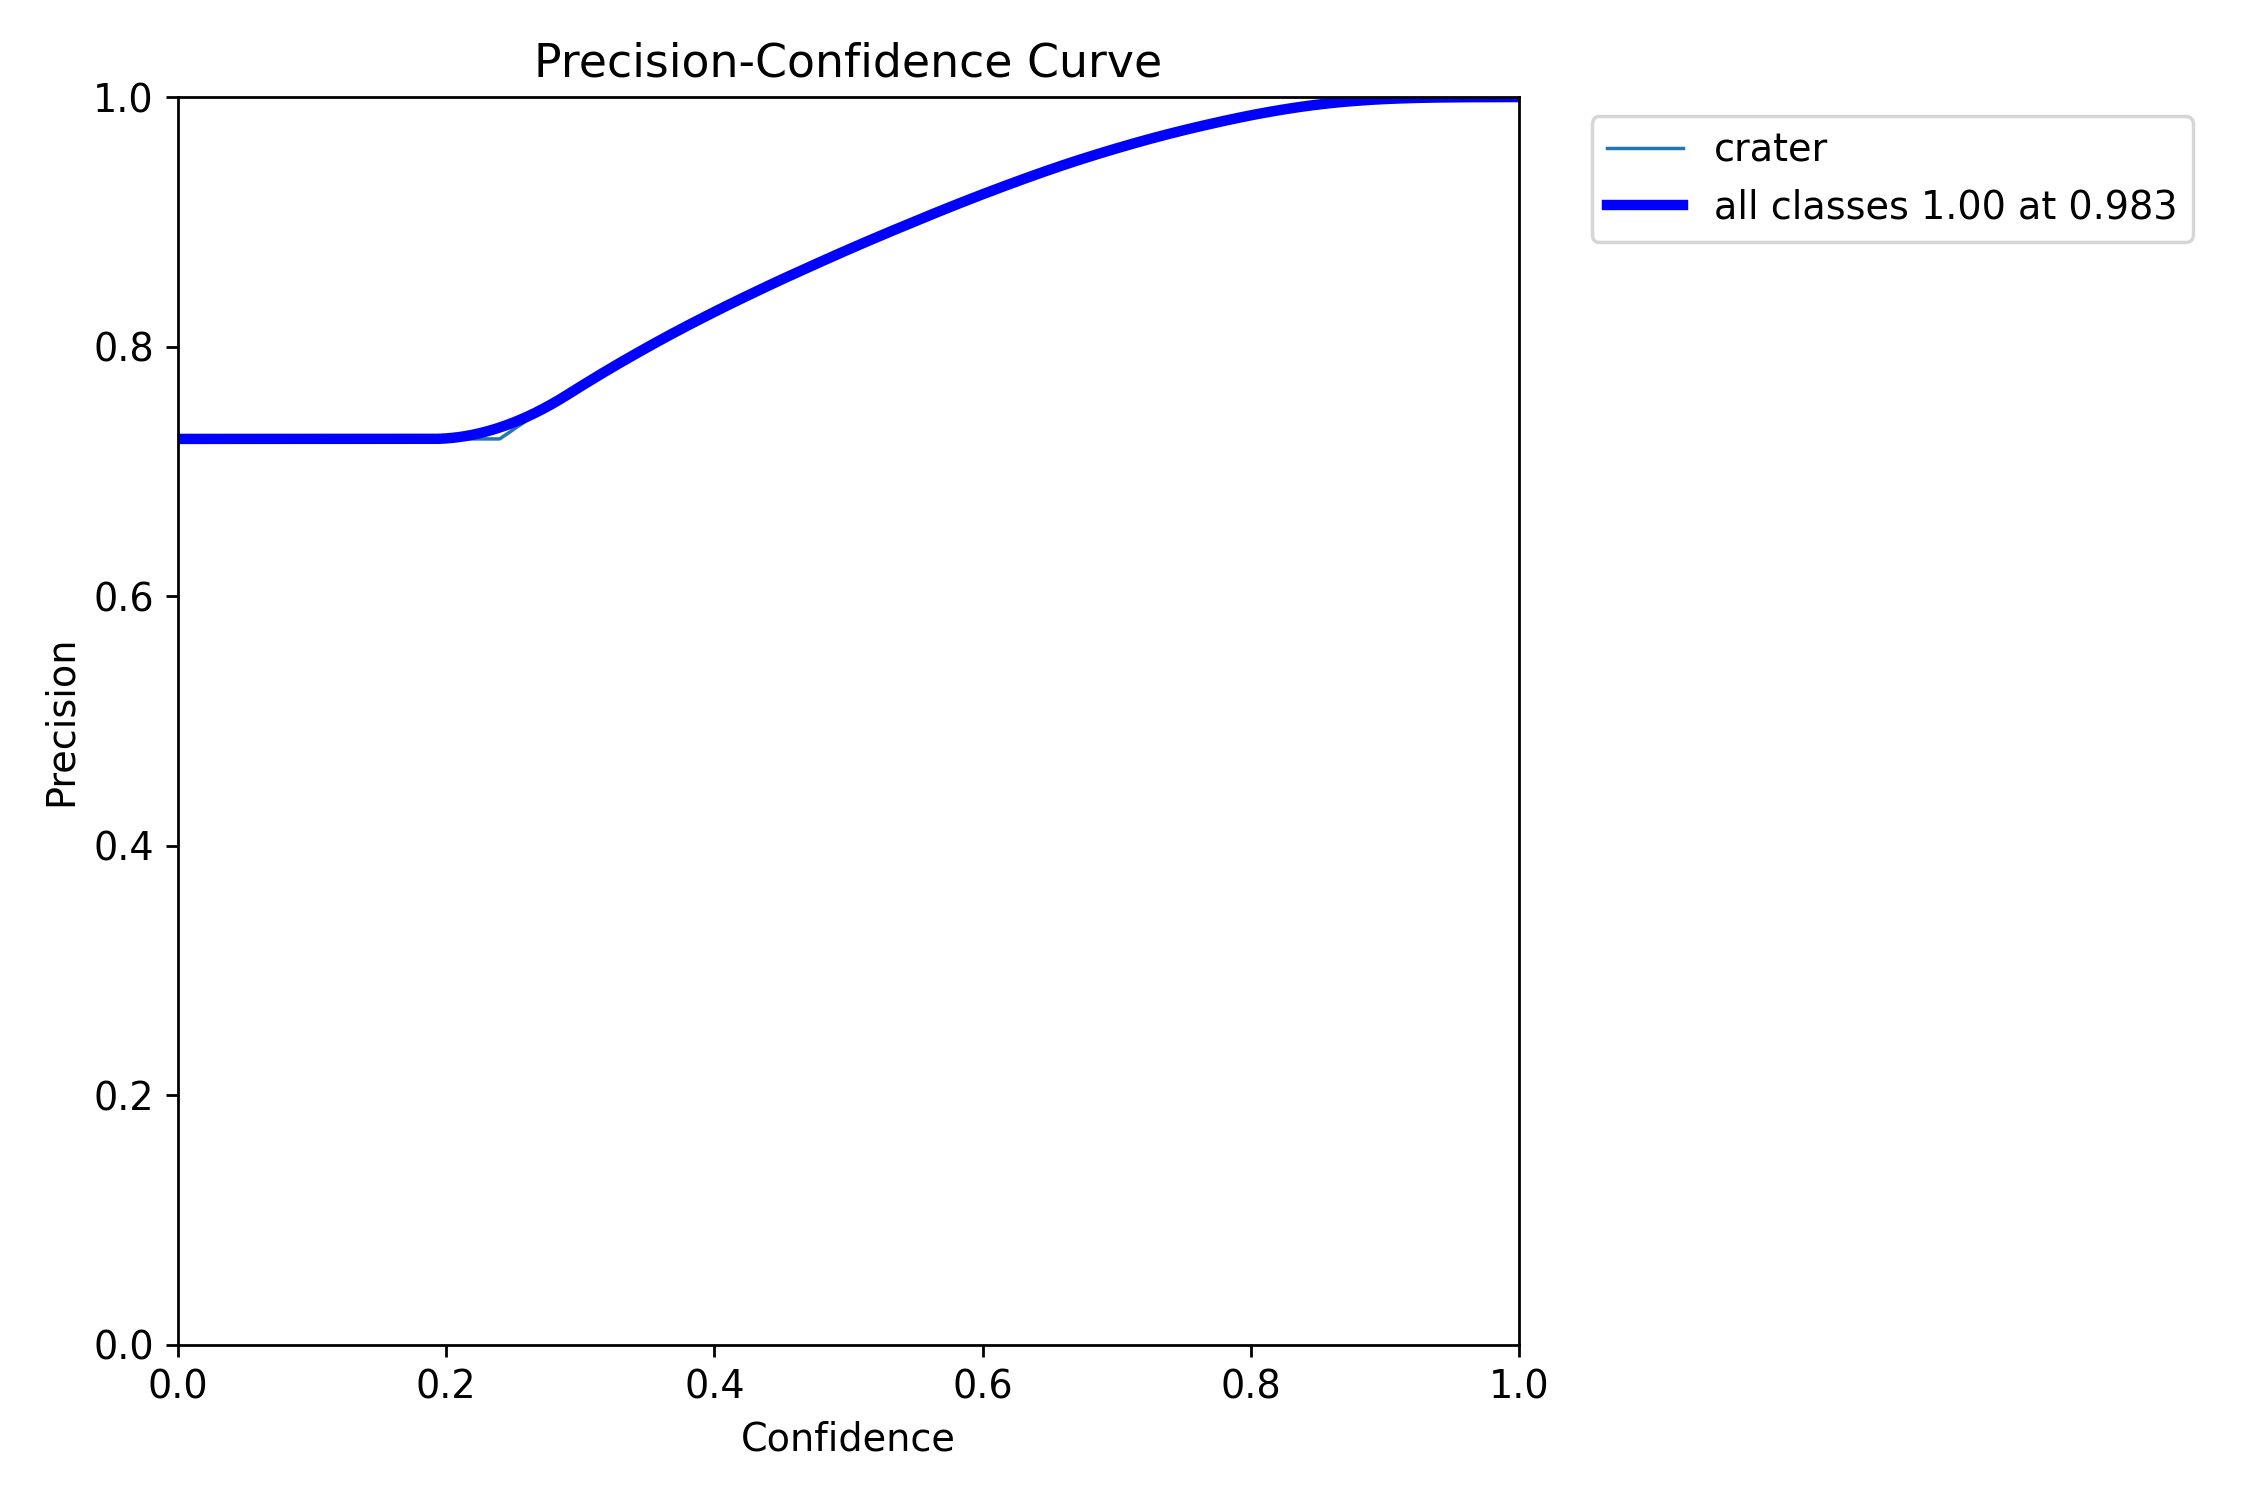 Precision-Confidence Curve
1.0
0.8
0.6
0.4
0.2
0.0
Precision
0.0 0.2 0.4 0.6 0.8 1.0
Confidence
crater
all classes 1.00 at 0.983